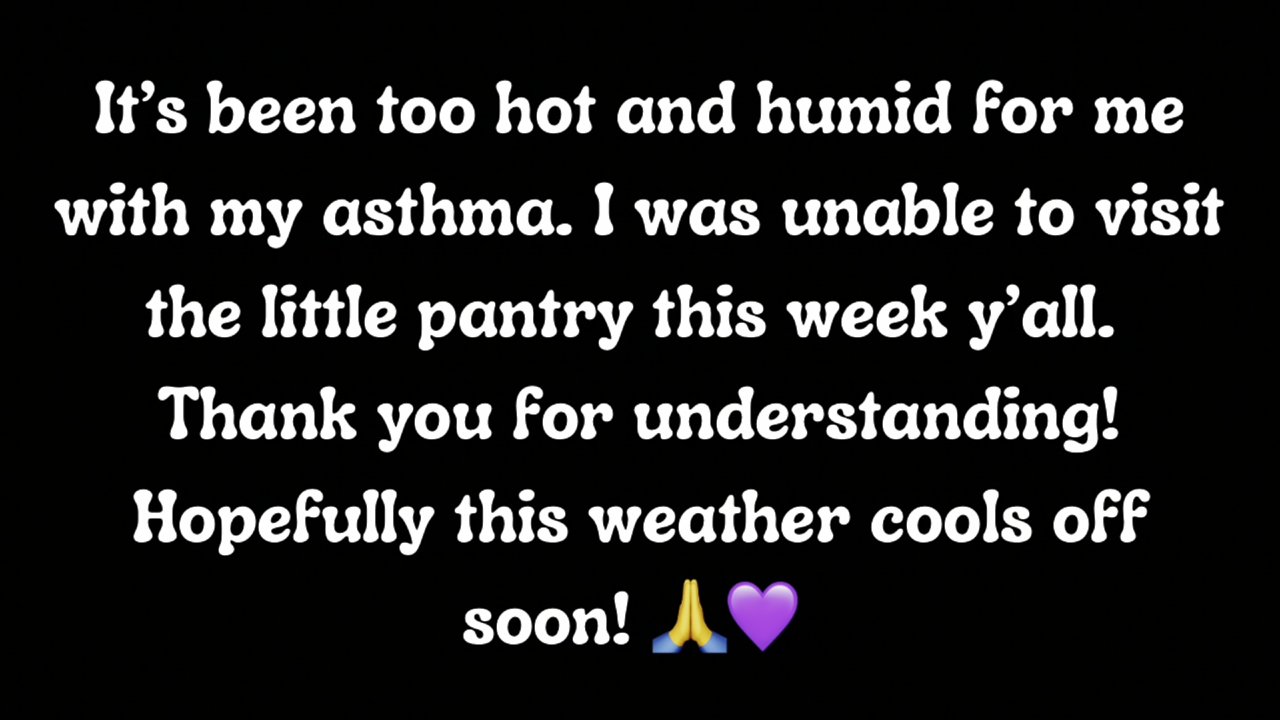 It’s been too hot and humid for me
with my asthma. I was unable to visit
the little pantry this week y’all.
Thank you for understanding!
Hopefully this weather cools off
soon! 🙏💜